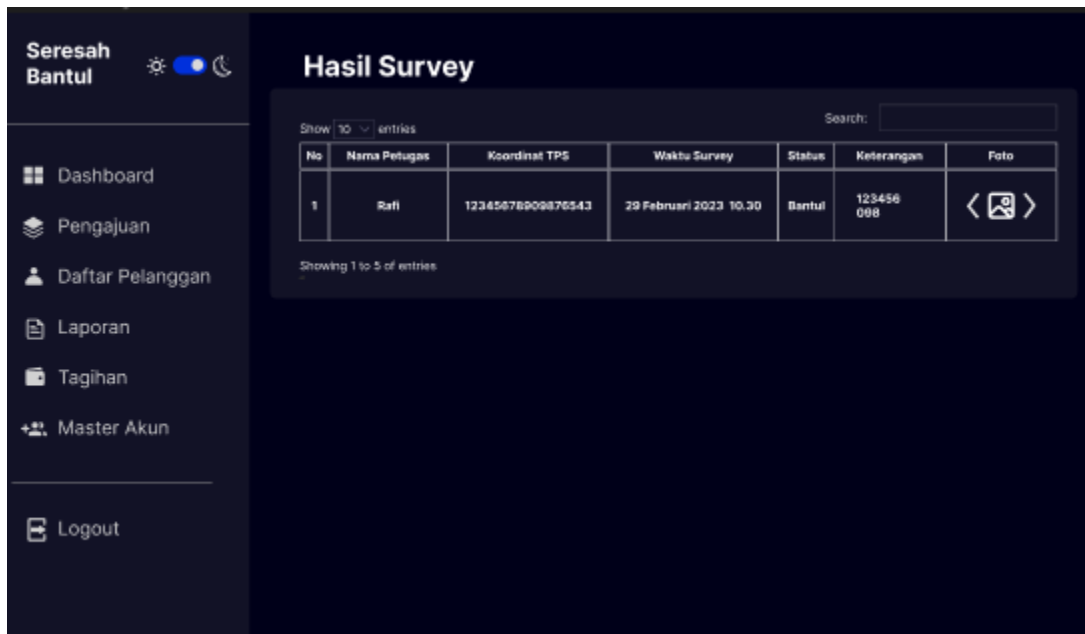 Seresah
Bantul
Dashboard
Pengajuan
Daftar Pelanggan
Laporan
Tagihan
Master Akun
Logout
Hasil Survey
Show 10 entries
Search:
No Nama Petugas Koordinat TPS Waktu Survey Status Keterangan Foto
1 Rafi 12345678909876543 29 Februari 2023 10.30 Bantul 123456
098
Showing 1 to 5 of entries